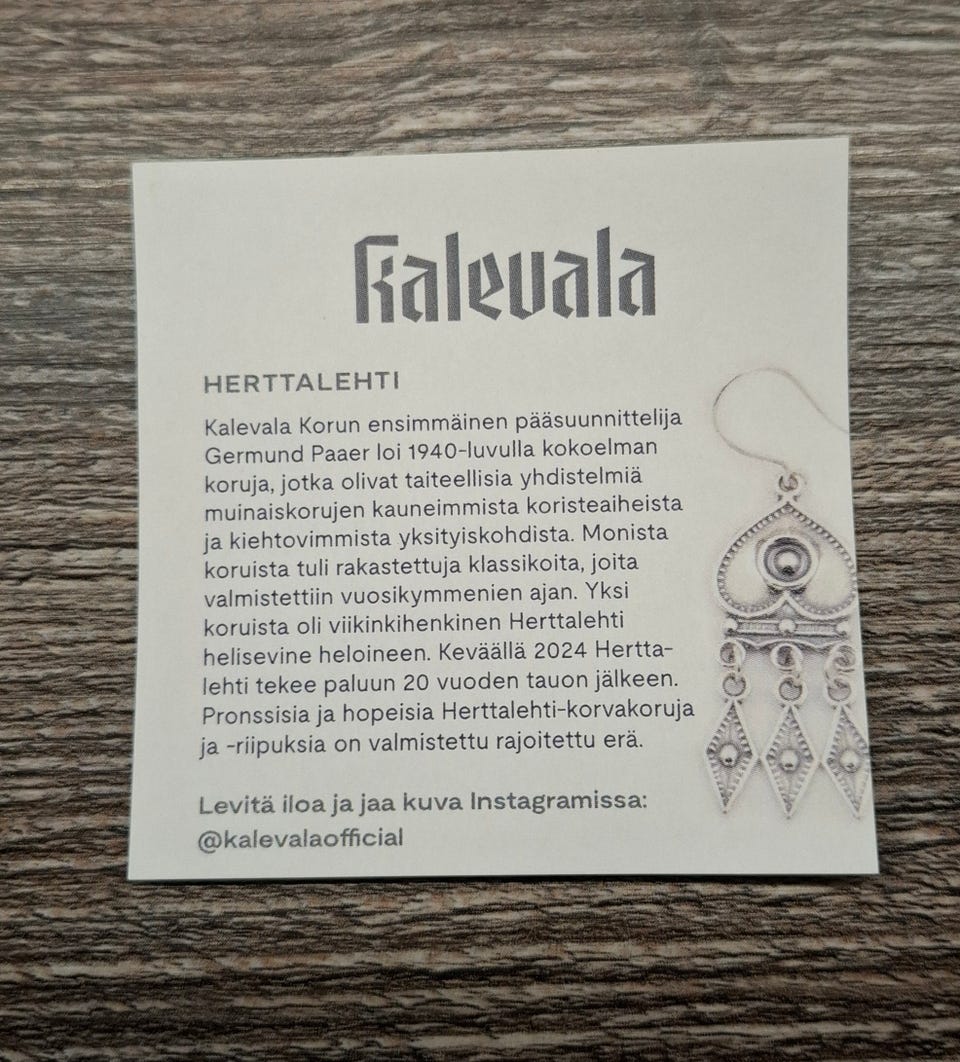 Kalevala
HERTTALEHTI
Kalevala Korun ensimmäinen pääsuunnittelija
Germund Paaer loi 1940-luvulla kokoelman
koruja, jotka olivat taiteellisia yhdistelmiä
muinaiskorujen kauneimmista koristeaiheista
ja kiehtovimmista yksityiskohdista. Monista
koruista tuli rakastettuja klassikoita, joita
valmistettiin vuosikymmenien ajan. Yksi
koruista oli viikinkihenkinen Herttalehti
helisevine heloineen. Keväällä 2024 Hertta-
lehti tekee paluun 20 vuoden tauon jälkeen.
Pronssisia ja hopeisia Herttalehti-korvakoruja
ja -riipuksia on valmistettu rajoitettu erä.
Levitä iloa ja jaa kuva Instagramissa:
@kalevalaofficial